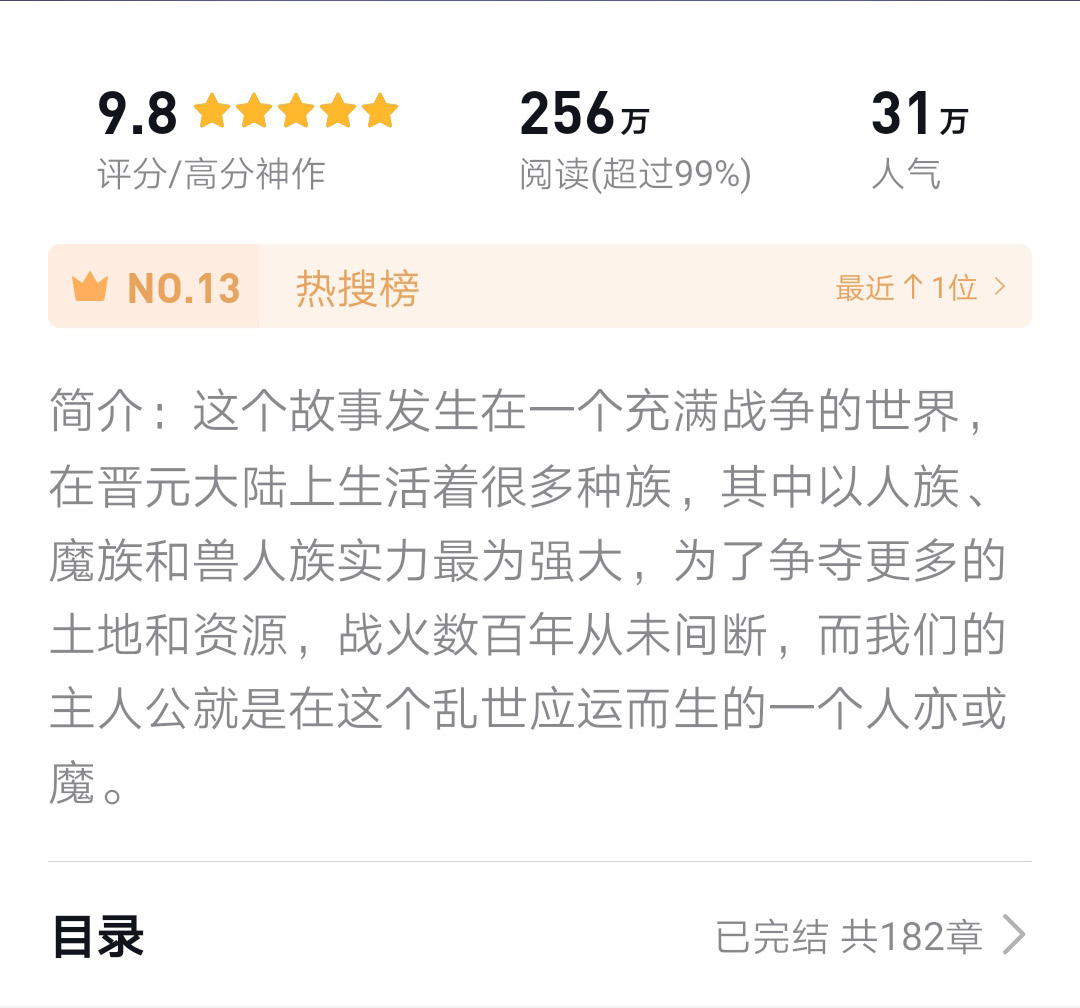 9.8 256万 31万
评分/高分神作 阅读(超过99%) 人气
NO.13 热搜榜 最近↑1位 >
简介：这个故事发生在一个充满战争的世界，
在晋元大陆上生活着很多种族，其中以人族、
魔族和兽人族实力最为强大，为了争夺更多的
土地和资源，战火数百年从未间断，而我们的
主人公就是在这个乱世应运而生的一个人亦或
魔。
目录 已完结 共182章 >